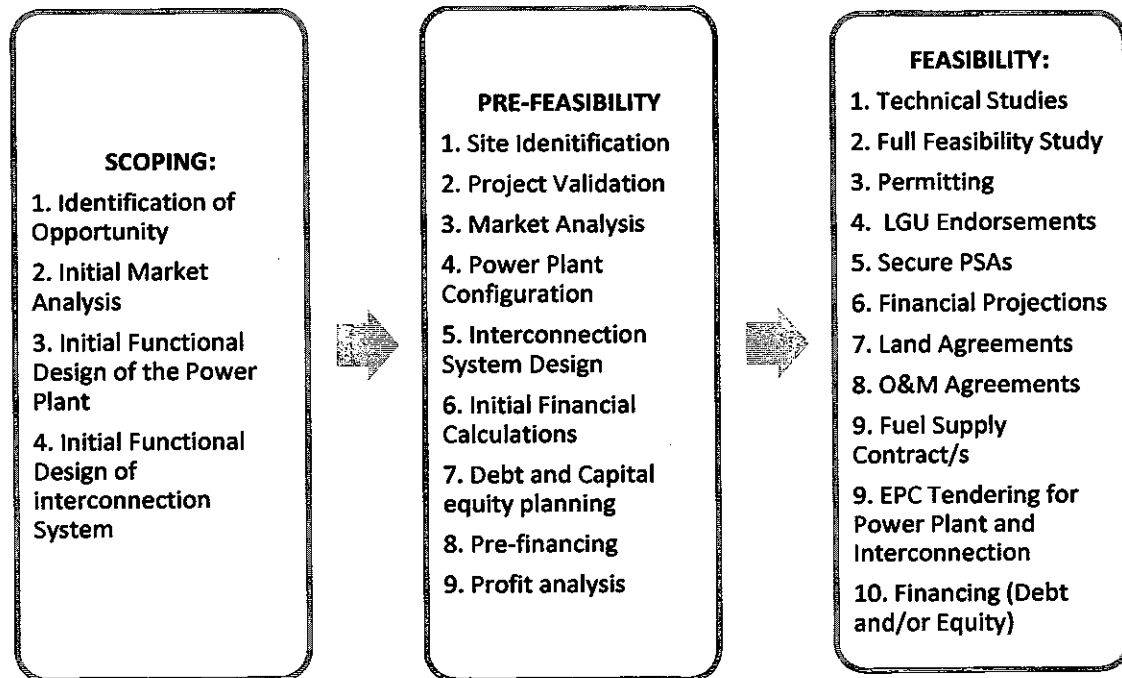 SCOPING:
1. Identification of
Opportunity
2. Initial Market
Analysis
3. Initial Functional
Design of the Power
Plant
4. Initial Functional
Design of
interconnection
System
PRE-FEASIBILITY
1. Site Idenitification
2. Project Validation
3. Market Analysis
4. Power Plant
Configuration
5. Interconnection
System Design
6. Initial Financial
Calculations
7. Debt and Capital
equity planning
8. Pre-financing
9. Profit analysis
FEASIBILITY:
1. Technical Studies
2. Full Feasibility Study
3. Permitting
4. LGU Endorsements
5. Secure PSAs
6. Financial Projections
7. Land Agreements
8. O&M Agreements
9. Fuel Supply
Contract/s
9. EPC Tendering for
Power Plant and
Interconnection
10. Financing (Debt
and/or Equity)